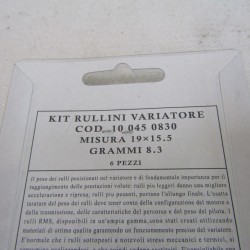 KIT RULLINI VARIATORE
COD. 10 045 0830
MISURA 19×15.5
GRAMMI 8.3
6 PEZZI
Il peso dei rulli posizionati nel variatore e di fondamentale importanza per il
raggiungimento delle prestazioni volute: rulli piu leggeri danno una migliore
accelerazione e ripresa, rulli piu pesanti, portano l'allungo finale. L'esatta
taratura del peso dei rulli deve tener conto della configurazione del motore e
della trasmissione, delle caratteristiche del percorso e del peso del pilota. I
rulli RMS, disponibili in un'ampia gamma, sono stati creati utilizzando
materiali di ottima qualita garantendo un funzionamento preciso del variatore.
E'normale che i rulli sottoposti a notevoli stress meccanici e termici